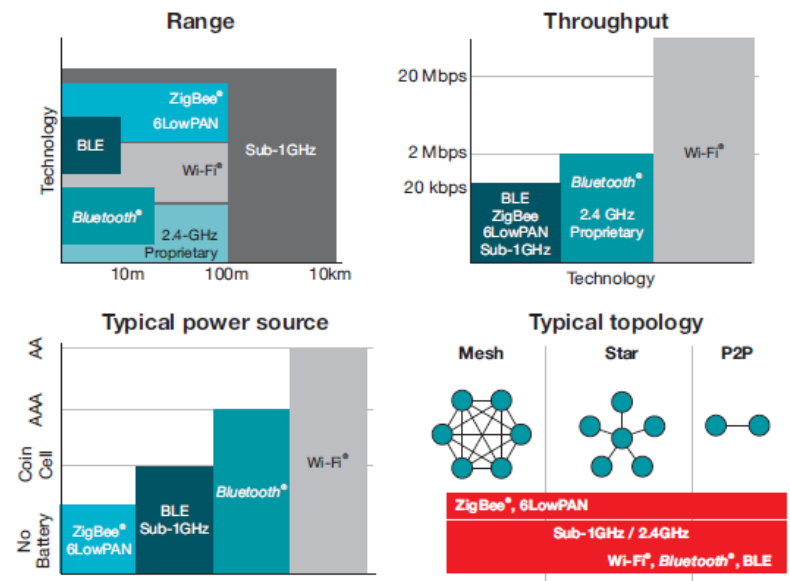 Range
Technology
ZigBee®
6LowPAN
BLE
Sub-1GHz
Wi-Fi®
Bluetooth®
2.4-GHz
Proprietary
10m 100m 10km
Throughput
20 Mbps
2 Mbps
20 kbps
Wi-Fi®
BLE
ZigBee
6LowPAN
Sub-1GHz
Bluetooth®
2.4 GHz
Proprietary
Technology
Typical power source
AA
AAA
Coin
Cell
No
Battery
ZigBee®
6LowPAN
BLE
Sub-1GHz
Bluetooth®
Wi-Fi®
Typical topology
Mesh Star P2P
ZigBee®, 6LowPAN
Sub-1GHz / 2.4GHz
Wi-Fi®, Bluetooth®, BLE